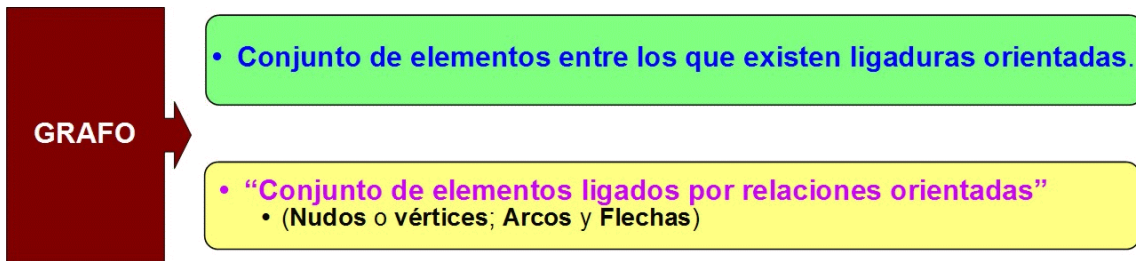 GRAFO
• Conjunto de elementos entre los que existen ligaduras orientadas.
• “Conjunto de elementos ligados por relaciones orientadas”
• (Nudos o vértices; Arcos y Flechas)